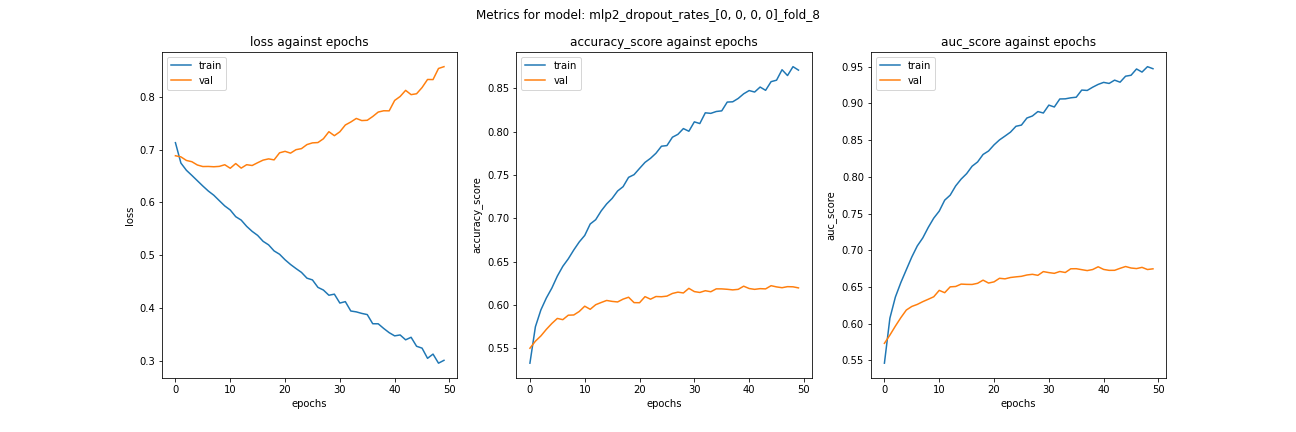 Metrics for model: mlp2_dropout_rates_[0, 0, 0, 0]_fold_8
loss against epochs
train
val
0.8
0.7
0.6
0.5
0.4
0.3
loss
0 10 20 30 40 50
epochs
accuracy_score against epochs
train
val
0.85
0.80
0.75
0.70
0.65
0.60
0.55
accuracy_score
0 10 20 30 40 50
epochs
auc_score against epochs
train
val
0.95
0.90
0.85
0.80
0.75
0.70
0.65
0.60
0.55
auc_score
0 10 20 30 40 50
epochs